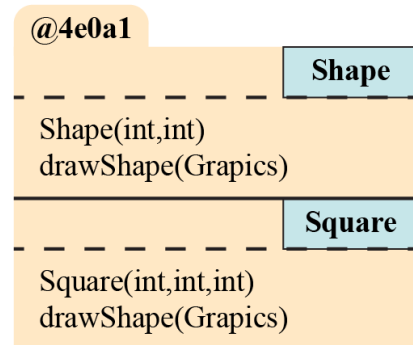 @4e0a1
Shape
Shape(int,int)
drawShape(Grapics)
Square
Square(int,int,int)
drawShape(Grapics)